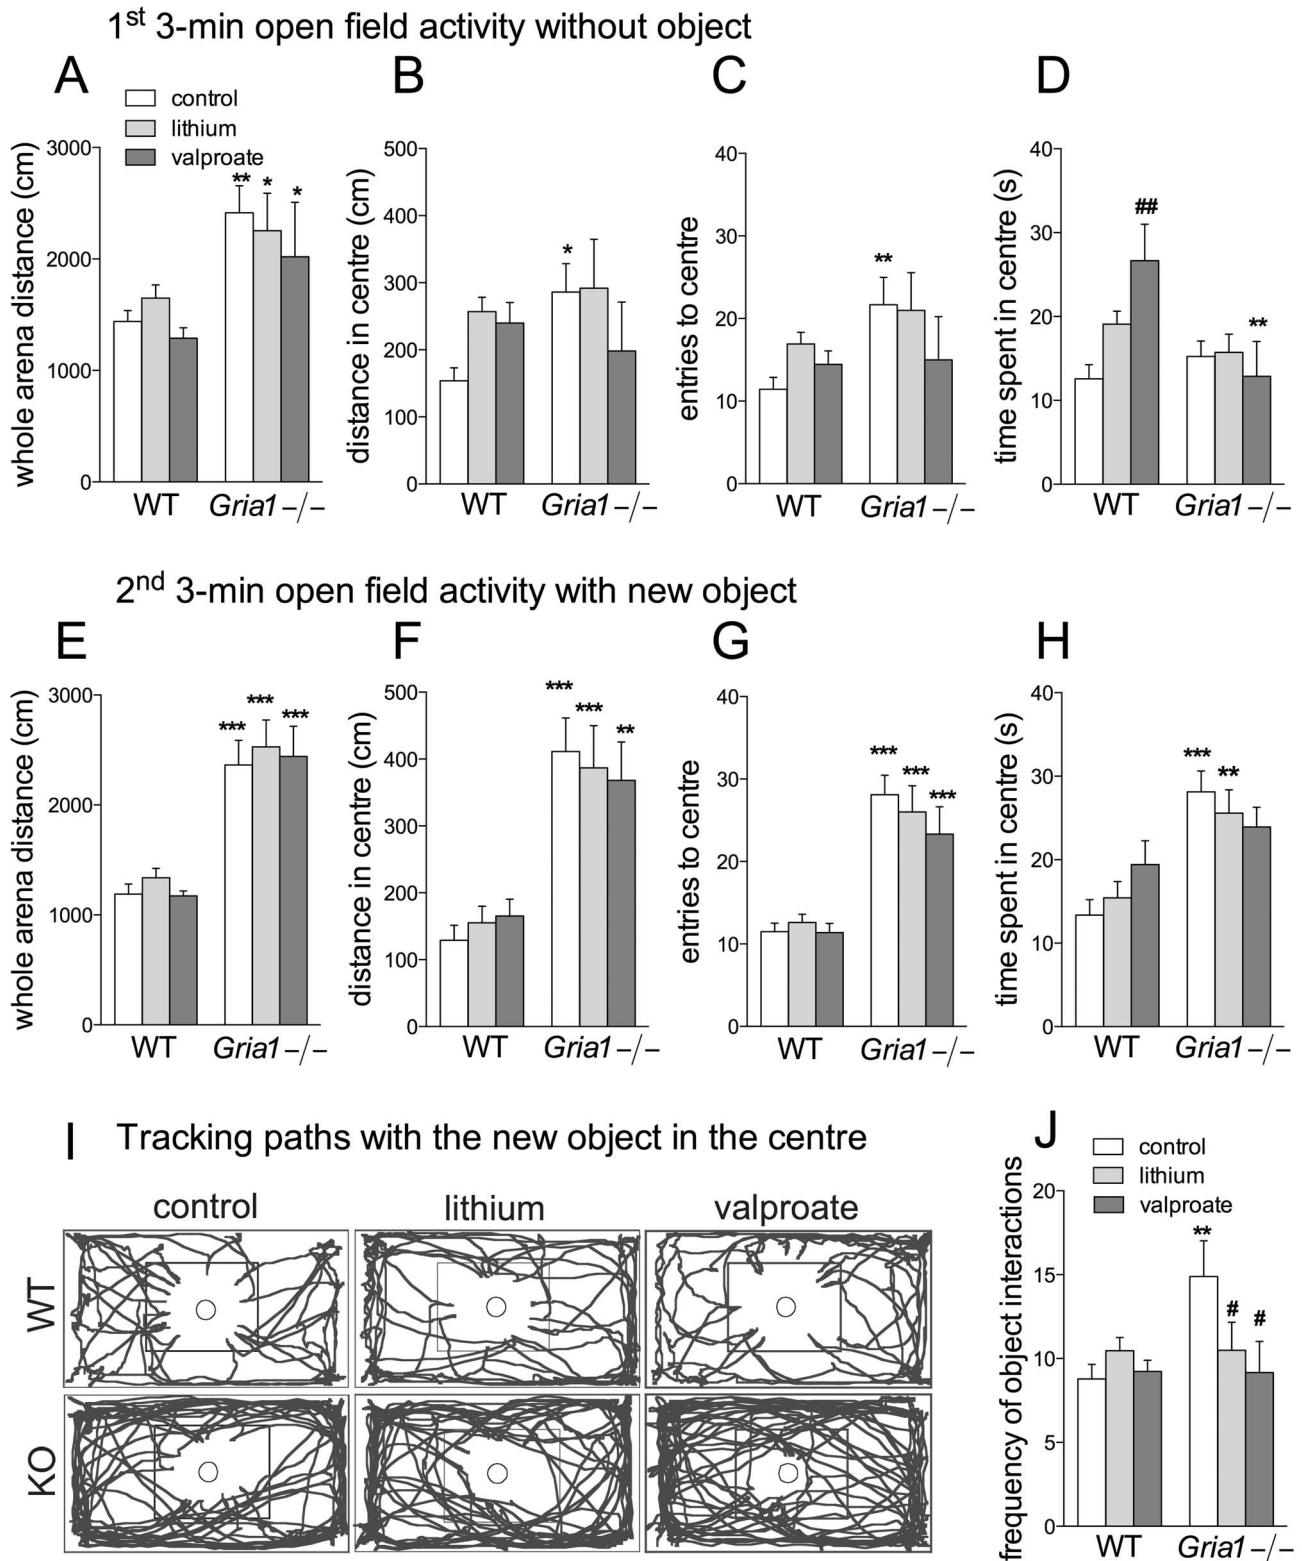 1st 3-min open field activity without object
A
B
C
D
control
lithium
valproate
whole arena distance (cm)
3000
2000
1000
0
** * *
WT Gria1 –/–
distance in centre (cm)
500
400
300
200
100
0
*
WT Gria1 –/–
entries to centre
40
30
20
10
0
**
WT Gria1 –/–
time spent in centre (s)
40
30
20
10
0
## **
WT Gria1 –/–
2nd 3-min open field activity with new object
E
F
G
H
whole arena distance (cm)
3000
2000
1000
0
*** *** ***
WT Gria1 –/–
distance in centre (cm)
500
400
300
200
100
0
*** *** **
WT Gria1 –/–
entries to centre
40
30
20
10
0
*** *** ***
WT Gria1 –/–
time spent in centre (s)
40
30
20
10
0
*** **
WT Gria1 –/–
I Tracking paths with the new object in the centre
control lithium valproate
WT
KO
J
control
lithium
valproate
frequency of object interactions
20
15
10
5
0
** # #
WT Gria1 –/–